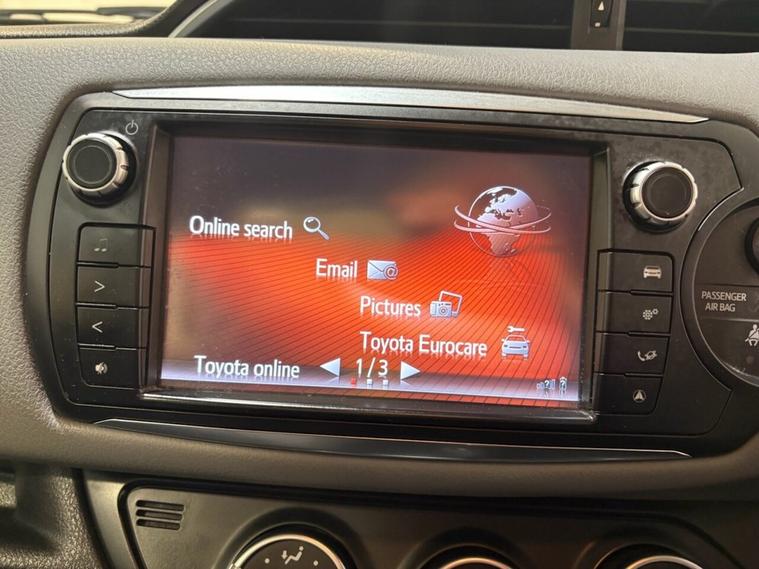 Online search
Email
Pictures
Toyota Eurocare
Toyota online
1/3
PASSENGER
AIR BAG